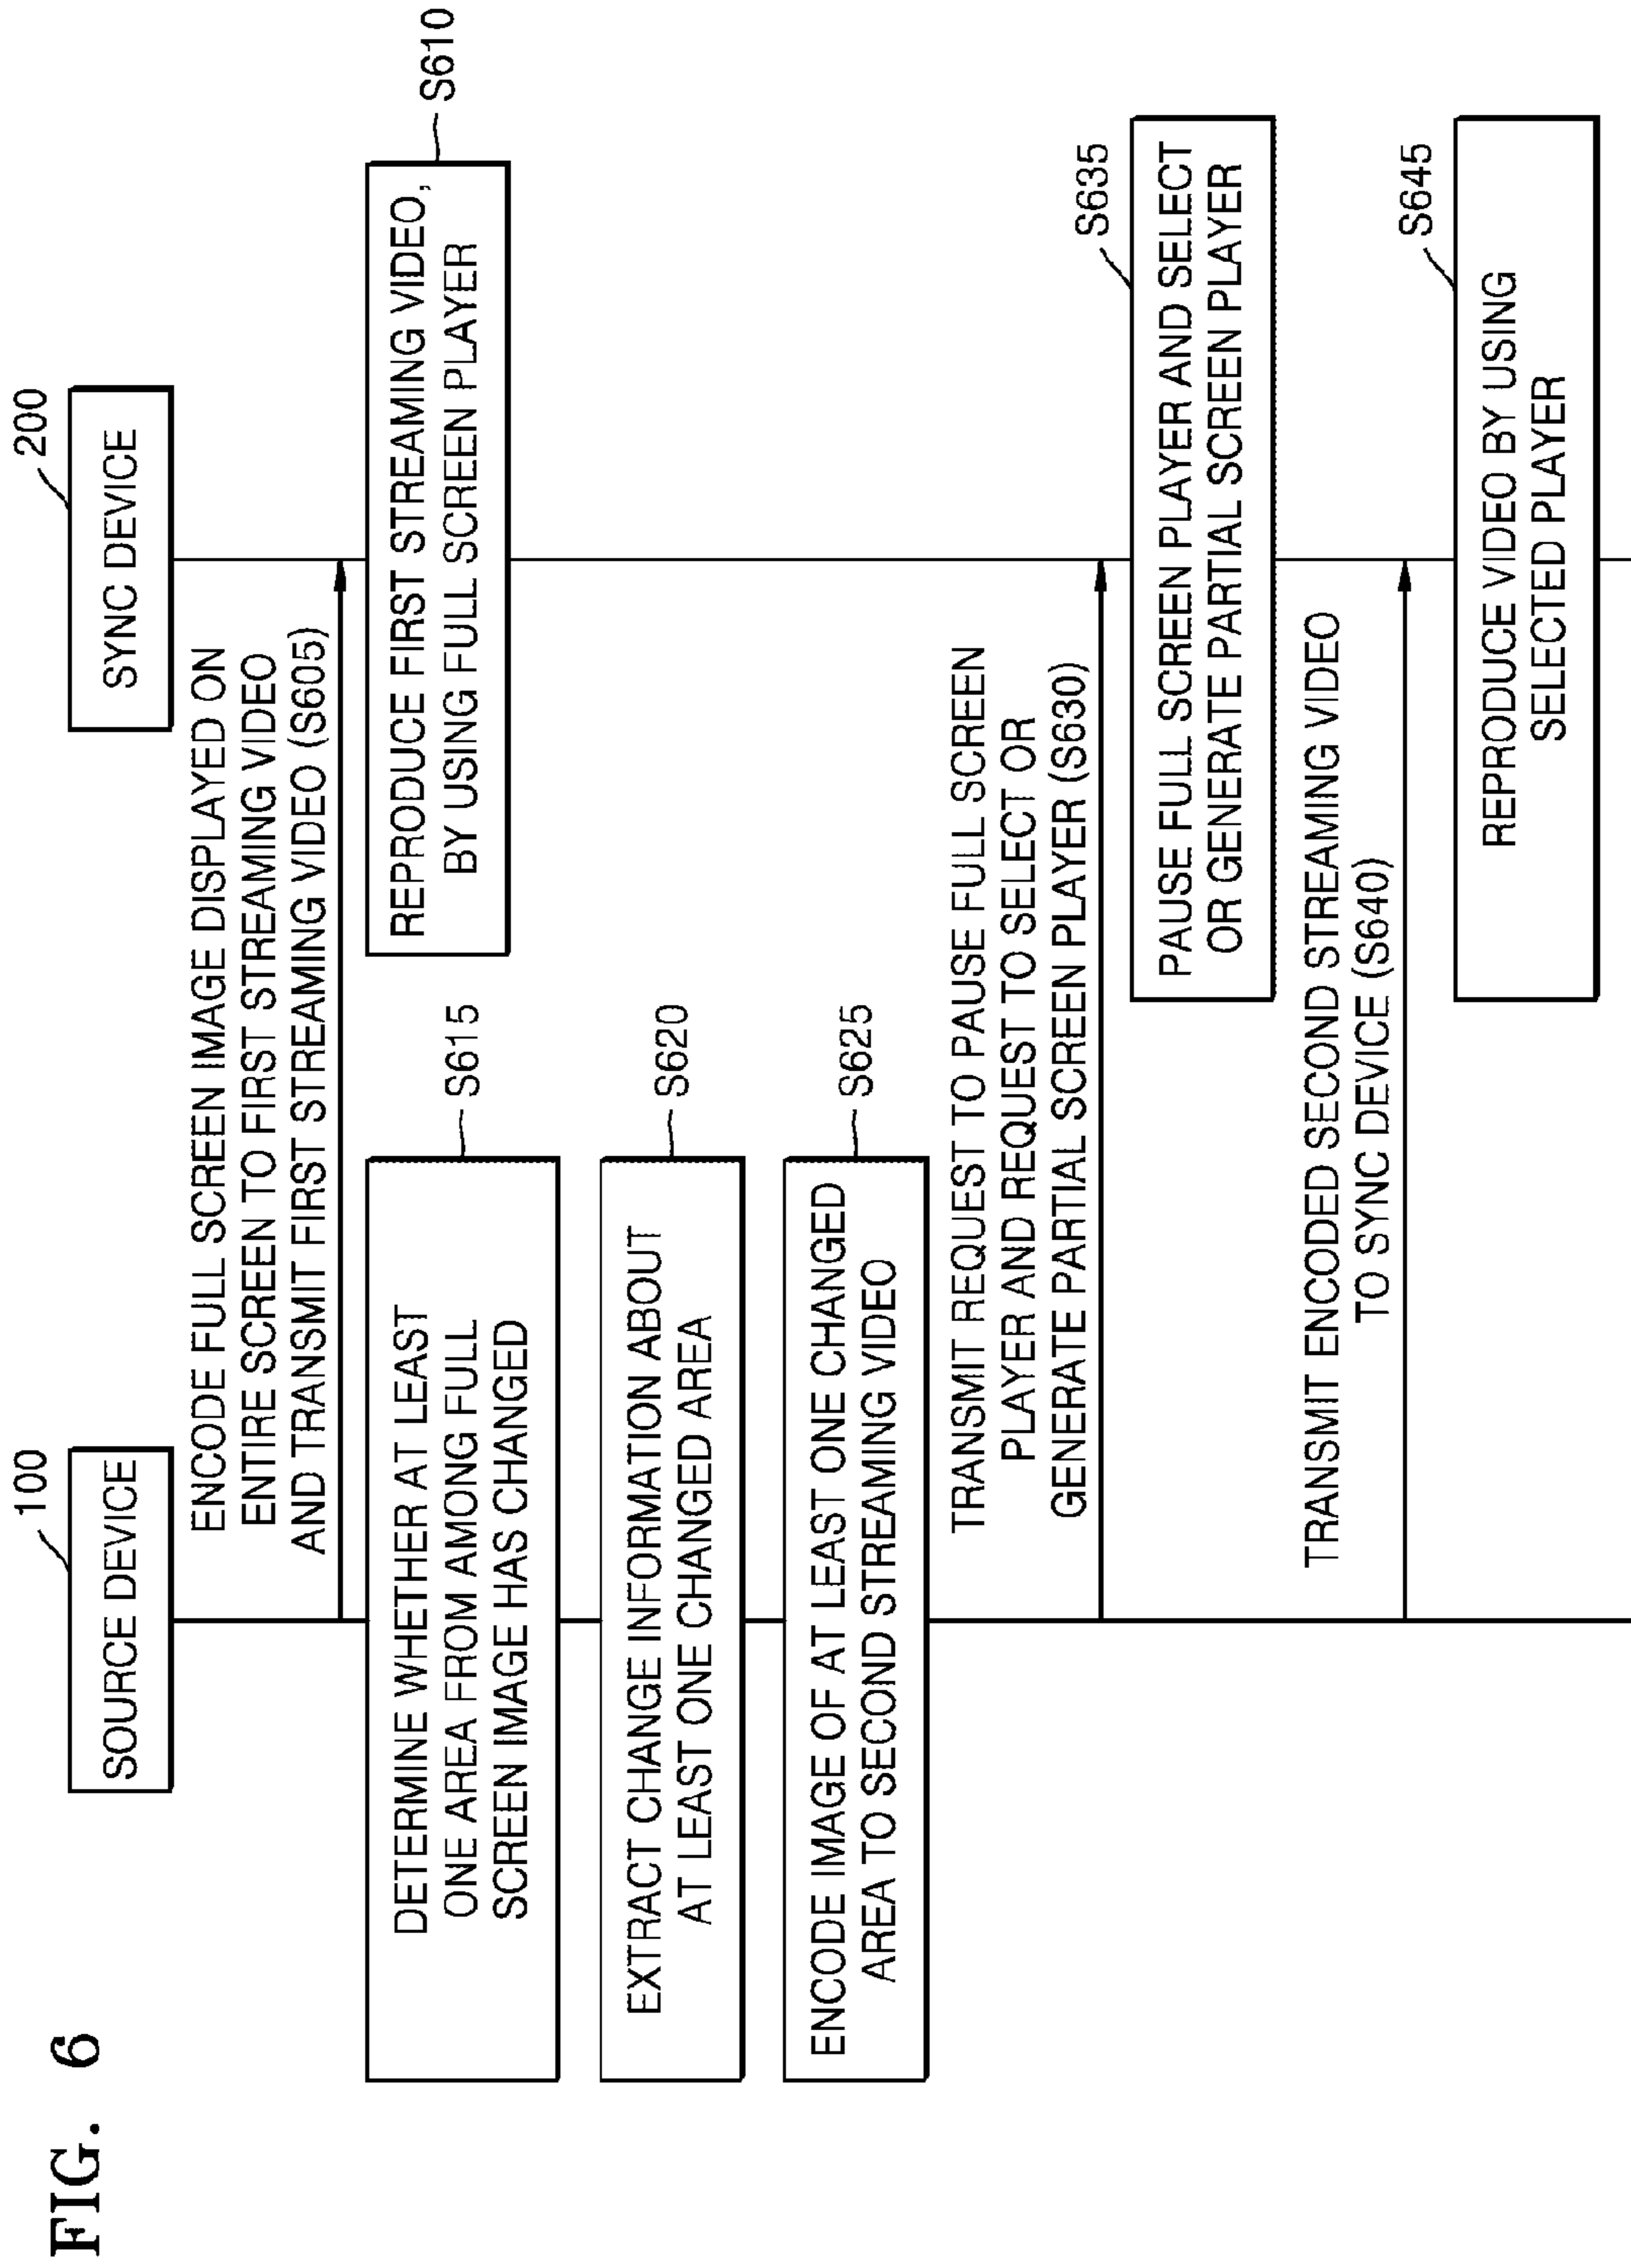 FIG. 6
100
SOURCE DEVICE
200
SYNC DEVICE
ENCODE FULL SCREEN IMAGE DISPLAYED ON
ENTIRE SCREEN TO FIRST STREAMING VIDEO
AND TRANSMIT FIRST STREAMING VIDEO (S605)
S610
REPRODUCE FIRST STREAMING VIDEO,
BY USING FULL SCREEN PLAYER
S615
DETERMINE WHETHER AT LEAST
ONE AREA FROM AMONG FULL
SCREEN IMAGE HAS CHANGED
S620
EXTRACT CHANGE INFORMATION ABOUT
AT LEAST ONE CHANGED AREA
S625
ENCODE IMAGE OF AT LEAST ONE CHANGED
AREA TO SECOND STREAMING VIDEO
TRANSMIT REQUEST TO PAUSE FULL SCREEN
PLAYER AND REQUEST TO SELECT OR
GENERATE PARTIAL SCREEN PLAYER (S630)
S635
PAUSE FULL SCREEN PLAYER AND SELECT
OR GENERATE PARTIAL SCREEN PLAYER
TRANSMIT ENCODED SECOND STREAMING VIDEO
TO SYNC DEVICE (S640)
S645
REPRODUCE VIDEO BY USING
SELECTED PLAYER